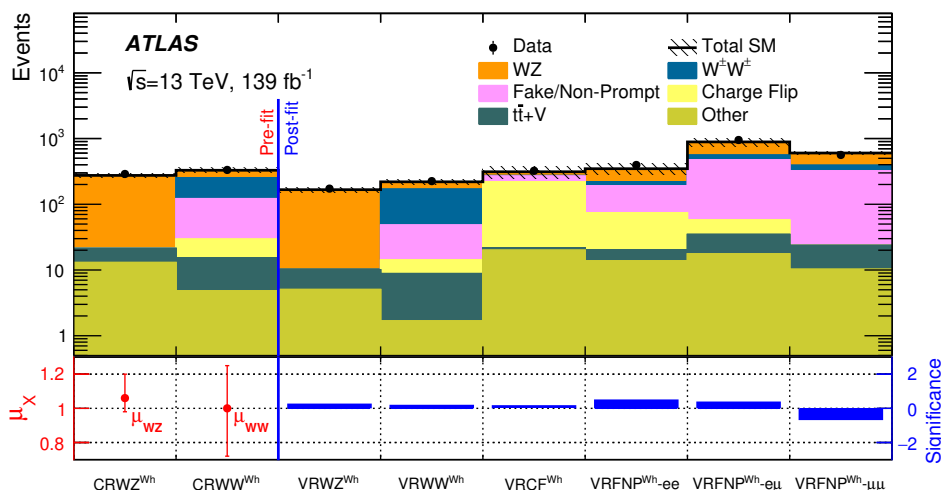 Events
10⁴
10³
10²
10
1
ATLAS
√s=13 TeV, 139 fb⁻¹
Data
Total SM
WZ
W±W±
Fake/Non-Prompt
Charge Flip
tt̄+V
Other
Pre-fit
Post-fit
μ_X
1.2
1
0.8
μ_WZ
μ_WW
2
0
−2
Significance
CRWZ^Wh
CRWW^Wh
VRWZ^Wh
VRWW^Wh
VRCF^Wh
VRFNP^Wh-ee
VRFNP^Wh-eμ
VRFNP^Wh-μμ